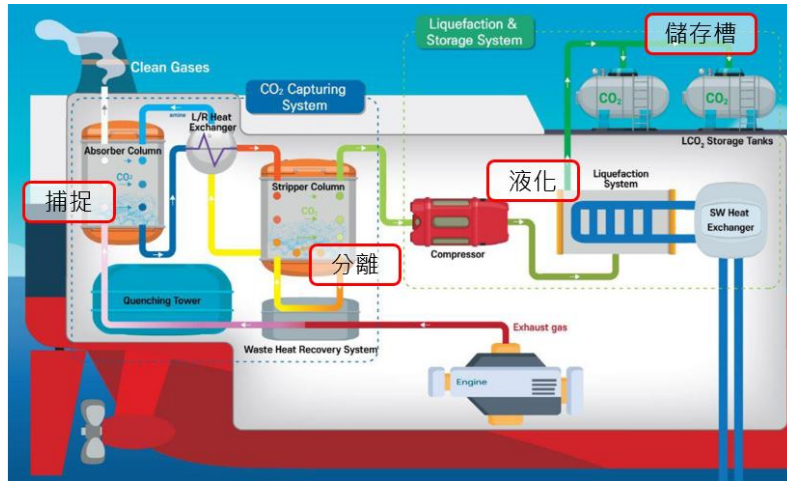 Clean Gases
CO₂ Capturing
System
Liquefaction &
Storage System
儲存槽
CO₂
CO₂
LCO₂ Storage Tanks
amine
L/R Heat
Exchanger
Absorber Column
CO₂
捕捉
Stripper Column
CO₂
分離
Compressor
液化
Liquefaction
System
SW Heat
Exchanger
Quenching Tower
Waste Heat Recovery System
Exhaust gas
Engine